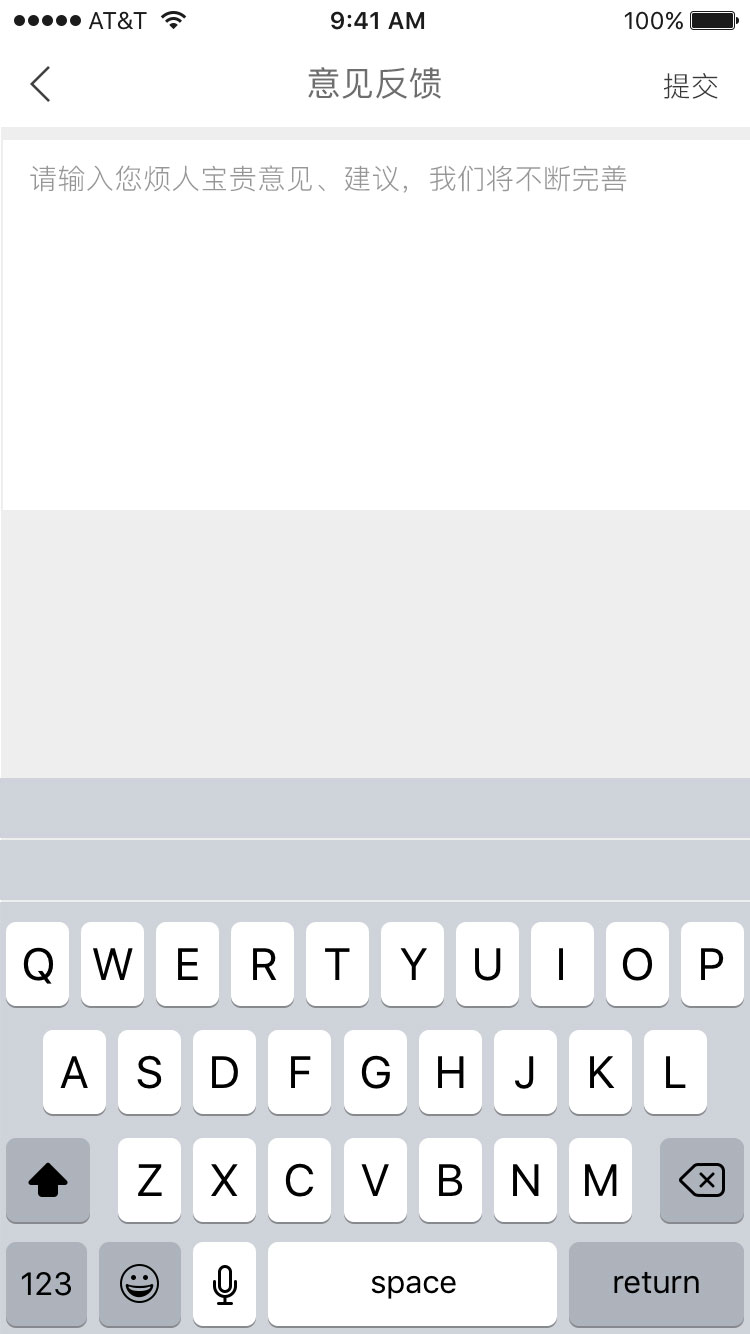 AT&T 9:41 AM 100%
意见反馈 提交
请输入您烦人宝贵意见、建议，我们将不断完善
Q W E R T Y U I O P
A S D F G H J K L
Z X C V B N M
123 space return